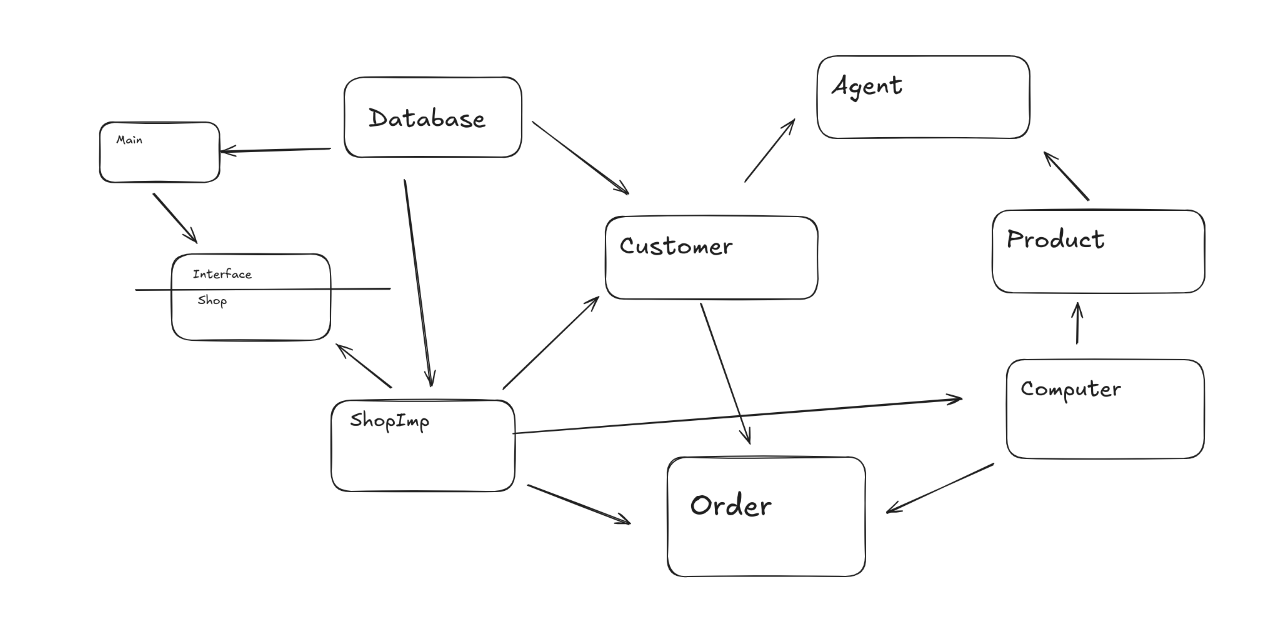 Agent
Database
Main
Customer
Product
Interface
Shop
Computer
ShopImp
Order